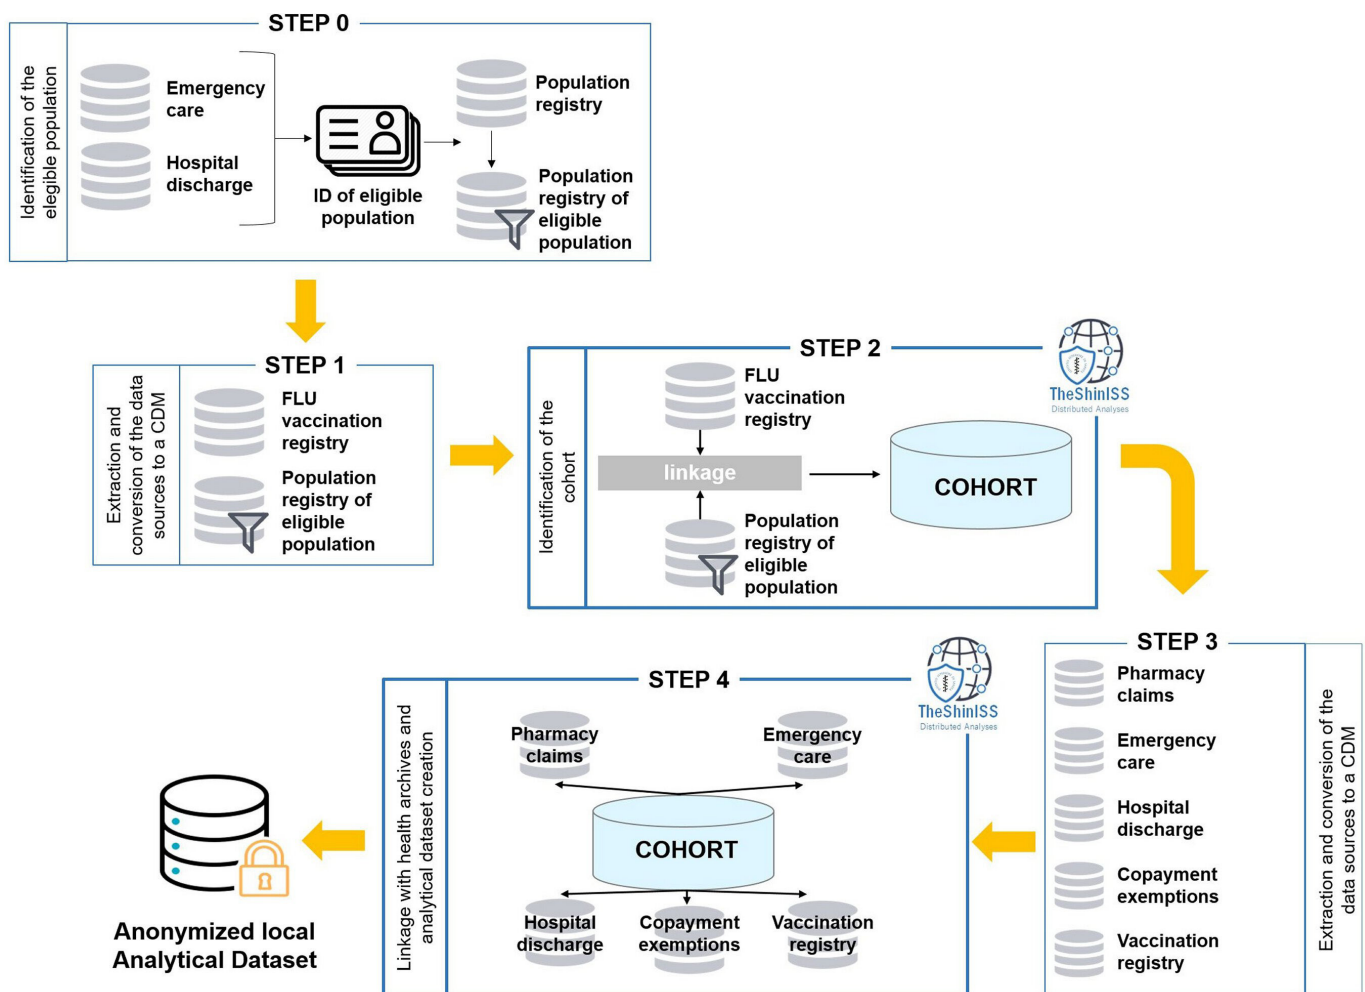 STEP 0
Identification of the
elegible population
Emergency
care
Hospital
discharge
ID of eligible
population
Population
registry
Population
registry of
eligible
population
STEP 1
Extraction and
conversion of the data
sources to a CDM
FLU
vaccination
registry
Population
registry of
eligible
population
STEP 2
Identification of the
cohort
FLU
vaccination
registry
linkage
Population
registry of
eligible
population
COHORT
TheShinISS
Distributed Analyses
STEP 3
Pharmacy
claims
Emergency
care
Hospital
discharge
Copayment
exemptions
Vaccination
registry
Extraction and conversion of the
data sources to a CDM
STEP 4
TheShinISS
Distributed Analyses
Linkage with health archives and
analytical dataset creation
Pharmacy
claims
Emergency
care
COHORT
Hospital
discharge
Copayment
exemptions
Vaccination
registry
Anonymized local
Analytical Dataset